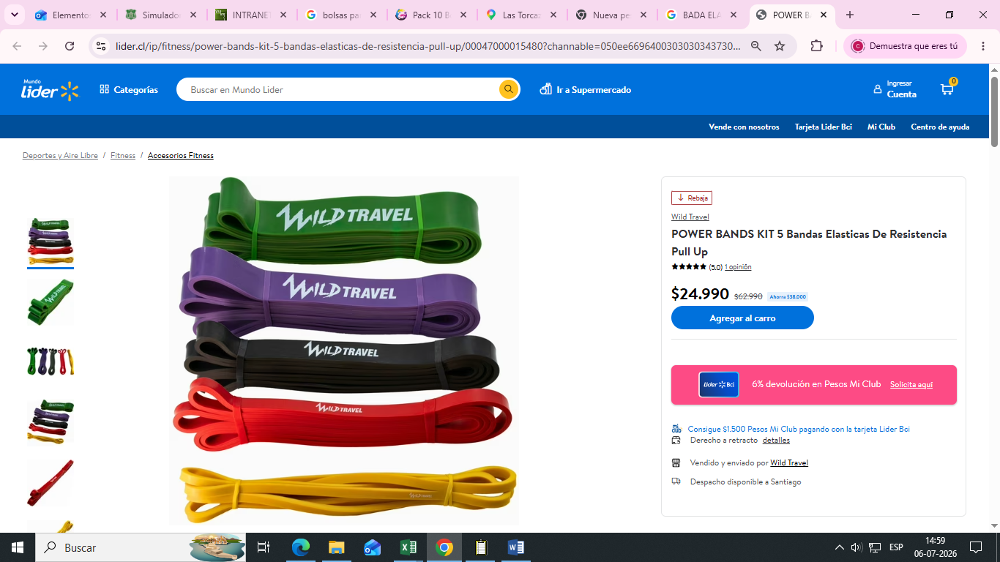 Elemento
Simulado
INTRANE
bolsas pa
Pack 10 B
Las Torca
Nueva pe
BADA ELA
POWER B
lider.cl/ip/fitness/power-bands-kit-5-bandas-elasticas-de-resistencia-pull-up/00047000015480?channable=050ee6696400303030343730...
Demuestra que eres tú
Mundo
lider
Categorías
Buscar en Mundo Lider
Ir a Supermercado
Ingresar
Cuenta
0
Vende con nosotros
Tarjeta Lider Bci
Mi Club
Centro de ayuda
Deportes y Aire Libre / Fitness / Accesorios Fitness
WILD TRAVEL
WILD TRAVEL
WILD TRAVEL
WILD TRAVEL
WILD TRAVEL
Rebaja
Wild Travel
POWER BANDS KIT 5 Bandas Elasticas De Resistencia
Pull Up
(5.0) 1 opinión
$24.990 $62.990 Ahorra $38.000
Agregar al carro
lider Bci
6% devolución en Pesos Mi Club Solicita aquí
Consigue $1.500 Pesos Mi Club pagando con la tarjeta Lider Bci
Derecho a retracto detalles
Vendido y enviado por Wild Travel
Despacho disponible a Santiago
Buscar
ESP
14:59
06-07-2026